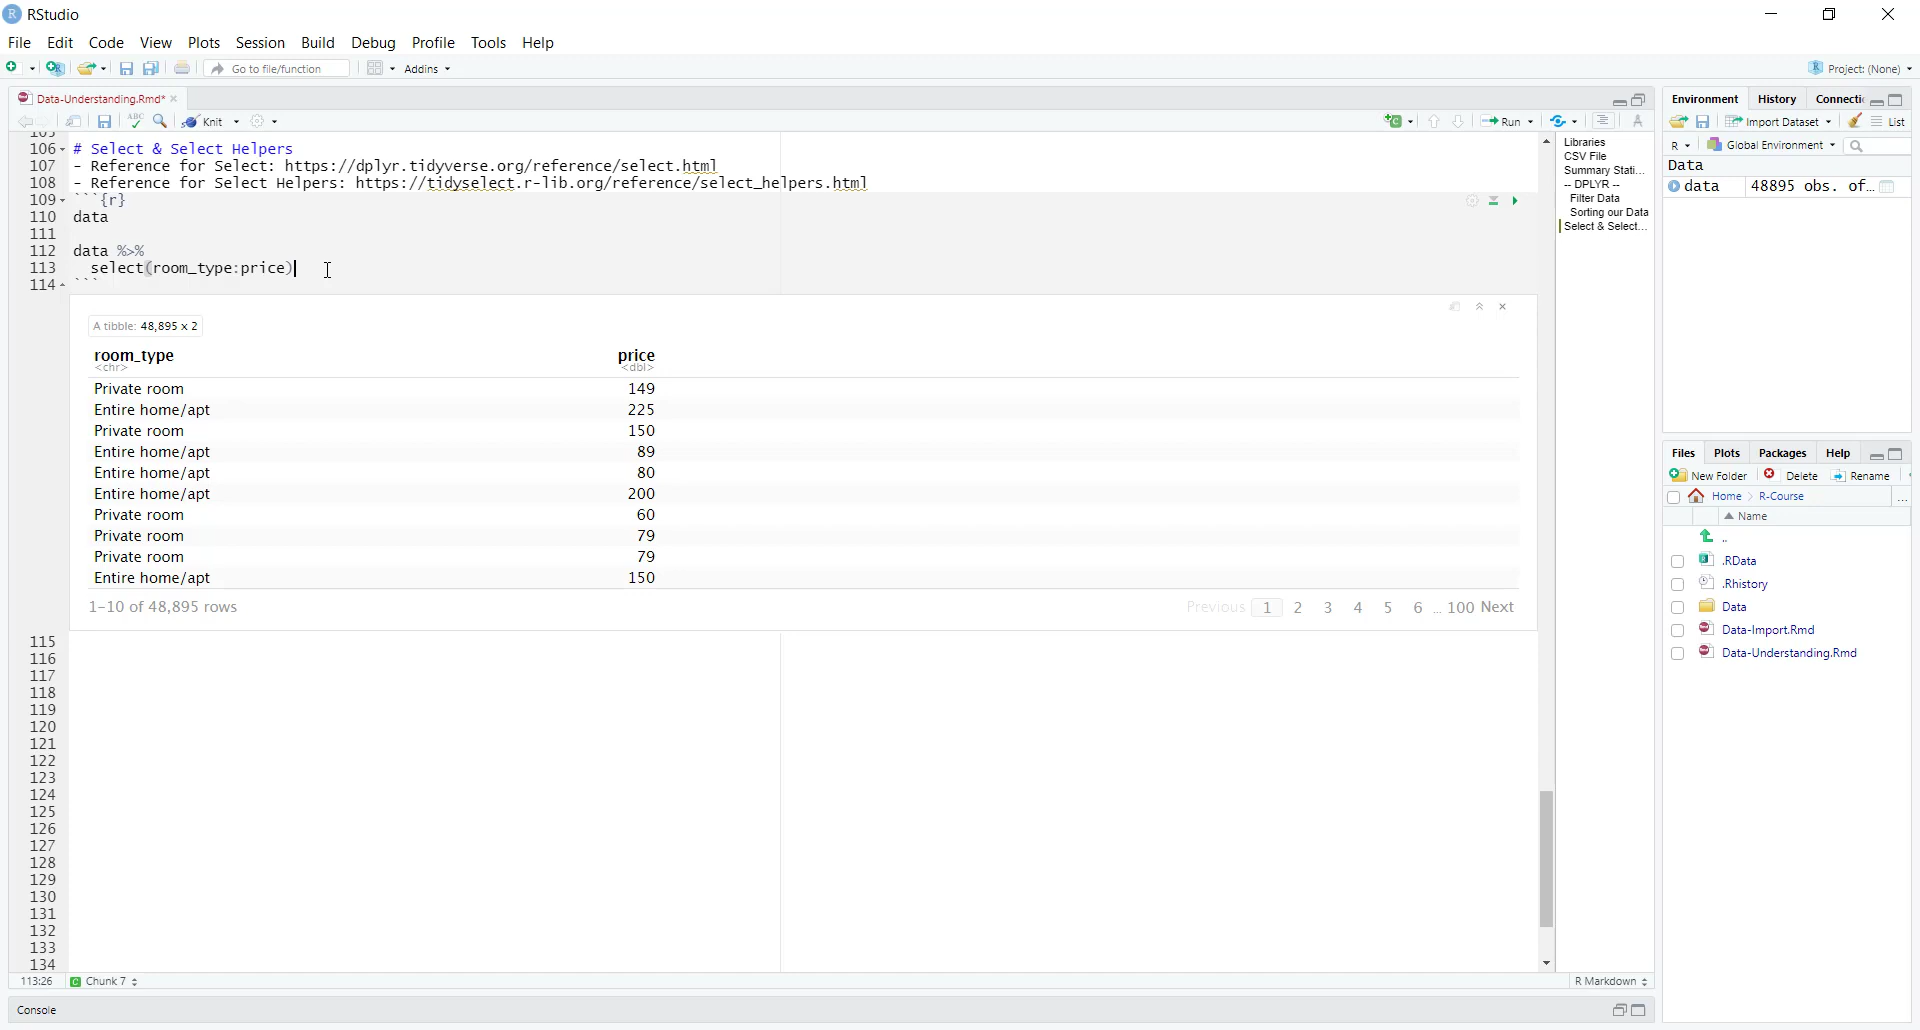 RStudio
File Edit Code View Plots Session Build Debug Profile Tools Help
Go to file/function Addins Project: (None)
Data-Understanding.Rmd*
ABC Knit Run
105
106 # Select & Select Helpers
107 - Reference for Select: https://dplyr.tidyverse.org/reference/select.html
108 - Reference for Select Helpers: https://tidyselect.r-lib.org/reference/select_helpers.html
109 ```{r}
110 data
111
112 data %>%
113 select(room_type:price)
114 ```
A tibble: 48,895 x 2
room_type price
<chr> <dbl>
Private room 149
Entire home/apt 225
Private room 150
Entire home/apt 89
Entire home/apt 80
Entire home/apt 200
Private room 60
Private room 79
Private room 79
Entire home/apt 150
1-10 of 48,895 rows Previous 1 2 3 4 5 6 ... 100 Next
115
116
117
118
119
120
121
122
123
124
125
126
127
128
129
130
131
132
133
134
113:26 Chunk 7 R Markdown
Console
Libraries
CSV File
Summary Stati...
-- DPLYR --
Filter Data
Sorting our Data
Select & Select...
Environment History Connectic
Import Dataset List
R Global Environment
Data
data 48895 obs. of...
Files Plots Packages Help
New Folder Delete Rename
Home R-Course ...
Name
..
.RData
.Rhistory
Data
Data-Import.Rmd
Data-Understanding.Rmd